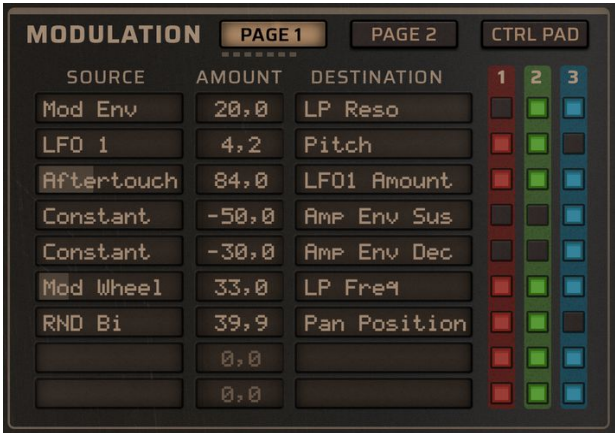 MODULATION PAGE 1 PAGE 2 CTRL PAD
SOURCE AMOUNT DESTINATION 1 2 3
Mod Env 20,0 LP Reso
LFO 1 4,2 Pitch
Aftertouch 84,0 LFO1 Amount
Constant -50,0 Amp Env Sus
Constant -30,0 Amp Env Dec
Mod Wheel 33,0 LP Freq
RND Bi 39,9 Pan Position
0,0
0,0